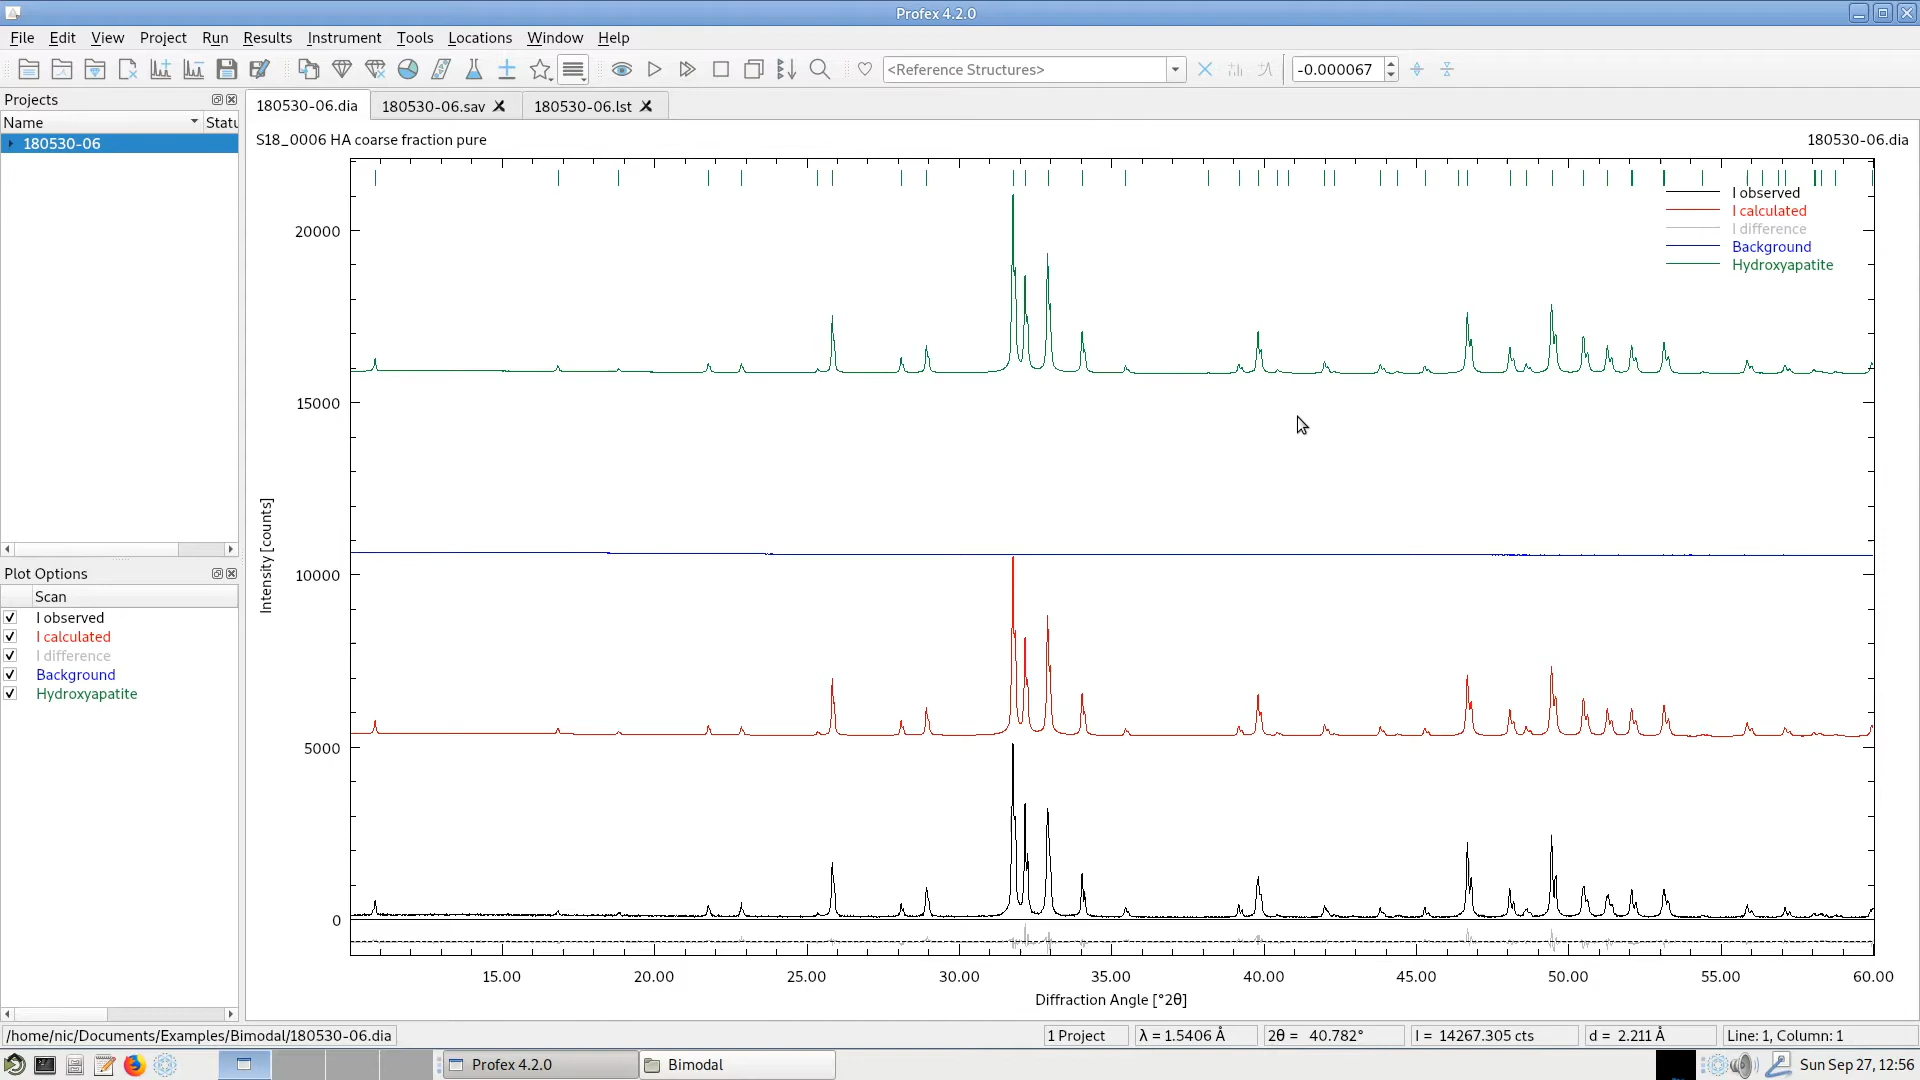 Profex 4.2.0
File Edit View Project Run Results Instrument Tools Locations Window Help
<Reference Structures> -0.000067
Projects
Name Statu
180530-06
Plot Options
Scan
I observed
I calculated
I difference
Background
Hydroxyapatite
180530-06.dia 180530-06.sav 180530-06.lst
S18_0006 HA coarse fraction pure 180530-06.dia
I observed
I calculated
I difference
Background
Hydroxyapatite
20000
15000
10000
5000
0
Intensity [counts]
15.00 20.00 25.00 30.00 35.00 40.00 45.00 50.00 55.00 60.00
Diffraction Angle [°2θ]
/home/nic/Documents/Examples/Bimodal/180530-06.dia 1 Project λ = 1.5406 Å 2θ = 40.782° I = 14267.305 cts d = 2.211 Å Line: 1, Column: 1
Profex 4.2.0 Bimodal Sun Sep 27, 12:56